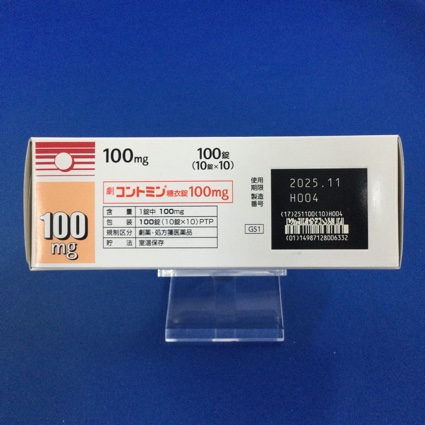 100mg 100錠
(10錠×10)
劇 コントミン糖衣錠100mg
含 量 1錠中 100mg
包 装 100錠(10錠×10)PTP
規制区分 劇薬・処方箋医薬品
貯 法 室温保存
100
mg
使用
期限
製造
番号
2025.11
H004
(17)251100(10)H004
(01)14987128006332
GS1